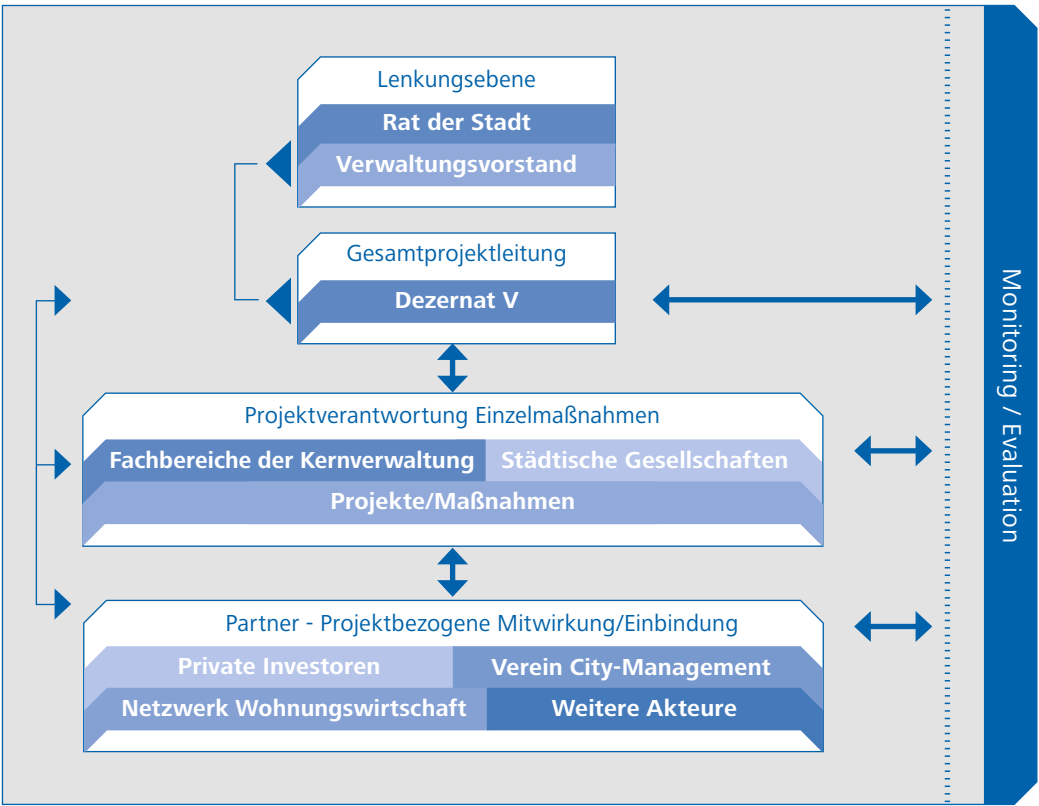 Lenkungsebene
Rat der Stadt
Verwaltungsvorstand
Gesamtprojektleitung
Dezernat V
Projektverantwortung Einzelmaßnahmen
Fachbereiche der Kernverwaltung
Städtische Gesellschaften
Projekte/Maßnahmen
Partner - Projektbezogene Mitwirkung/Einbindung
Private Investoren
Verein City-Management
Netzwerk Wohnungswirtschaft
Weitere Akteure
Monitoring / Evaluation